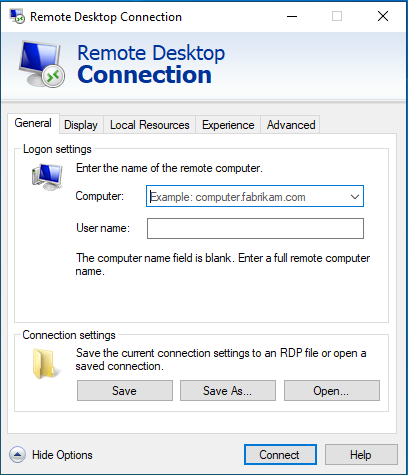 Remote Desktop Connection
Remote Desktop
Connection
General Display Local Resources Experience Advanced
Logon settings
Enter the name of the remote computer.
Computer: Example: computer.fabrikam.com
User name:
The computer name field is blank. Enter a full remote computer
name.
Connection settings
Save the current connection settings to an RDP file or open a
saved connection.
Save Save As... Open...
Hide Options Connect Help